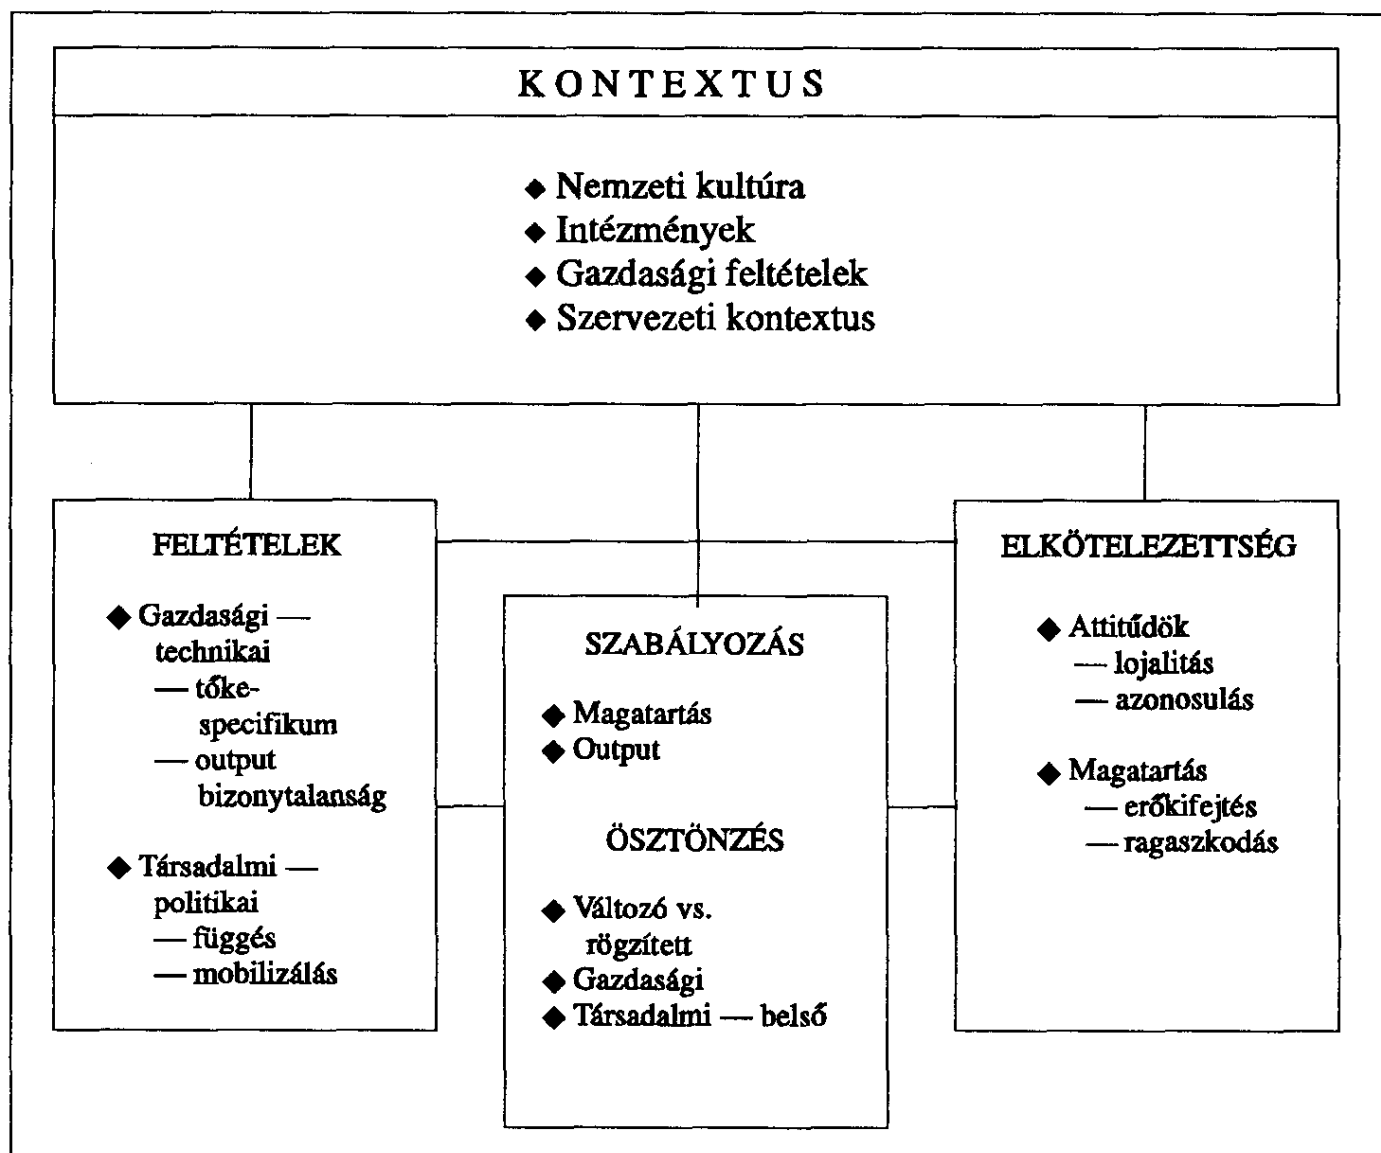 KONTEXTUS
◆ Nemzeti kultúra
◆ Intézmények
◆ Gazdasági feltételek
◆ Szervezeti kontextus
FELTÉTELEK
◆ Gazdasági —
technikai
— tőke-
specifikum
— output
bizonytalanság
◆ Társadalmi —
politikai
— függés
— mobilizálás
SZABÁLYOZÁS
◆ Magatartás
◆ Output
ÖSZTÖNZÉS
◆ Változó vs.
rögzített
◆ Gazdasági
◆ Társadalmi — belső
ELKÖTELEZETTSÉG
◆ Attitűdök
— lojalitás
— azonosulás
◆ Magatartás
— erőkifejtés
— ragaszkodás